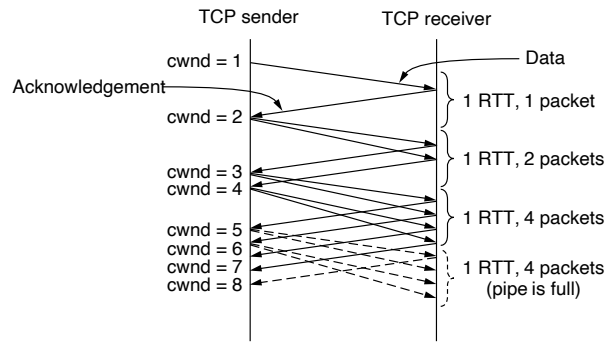 TCP sender
TCP receiver
cwnd = 1
Data
Acknowledgement
1 RTT, 1 packet
cwnd = 2
1 RTT, 2 packets
cwnd = 3
cwnd = 4
1 RTT, 4 packets
cwnd = 5
cwnd = 6
cwnd = 7
cwnd = 8
1 RTT, 4 packets
(pipe is full)